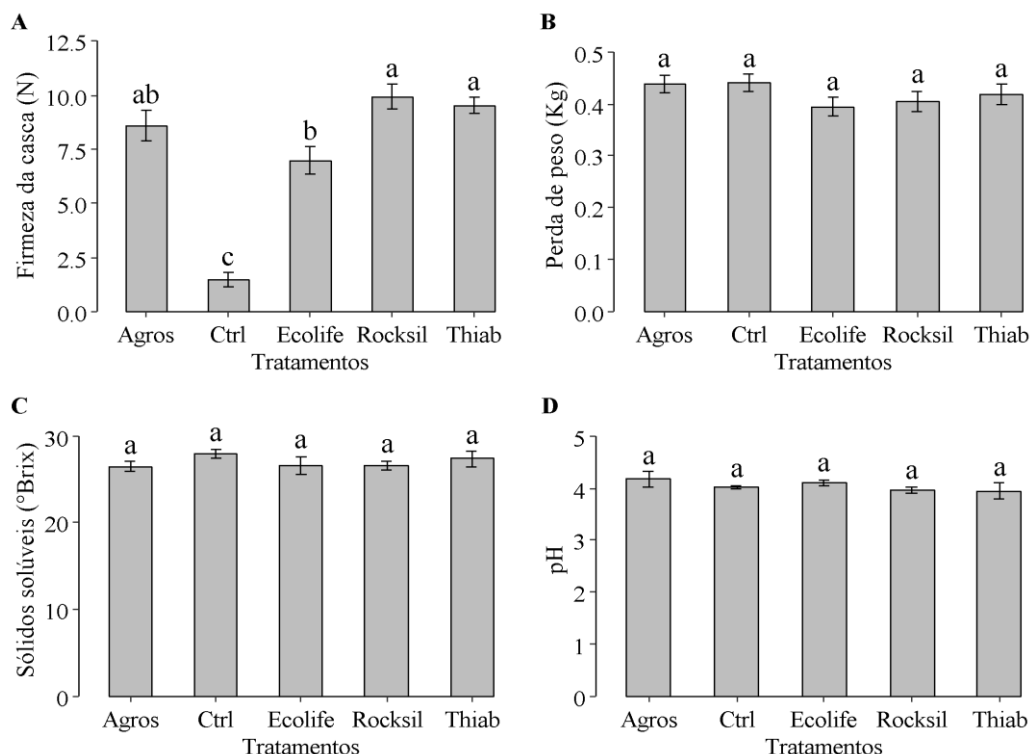 A
Firmeza da casca (N)
12.5
10.0
7.5
5.0
2.5
0.0
ab
c
b
a
a
Agros Ctrl Ecolife Rocksil Thiab
Tratamentos
B
Perda de peso (Kg)
0.5
0.4
0.3
0.2
0.1
0.0
a
a
a
a
a
Agros Ctrl Ecolife Rocksil Thiab
Tratamentos
C
Sólidos solúveis (°Brix)
30
20
10
0
a
a
a
a
a
Agros Ctrl Ecolife Rocksil Thiab
Tratamentos
D
pH
5
4
3
2
1
0
a
a
a
a
a
Agros Ctrl Ecolife Rocksil Thiab
Tratamentos